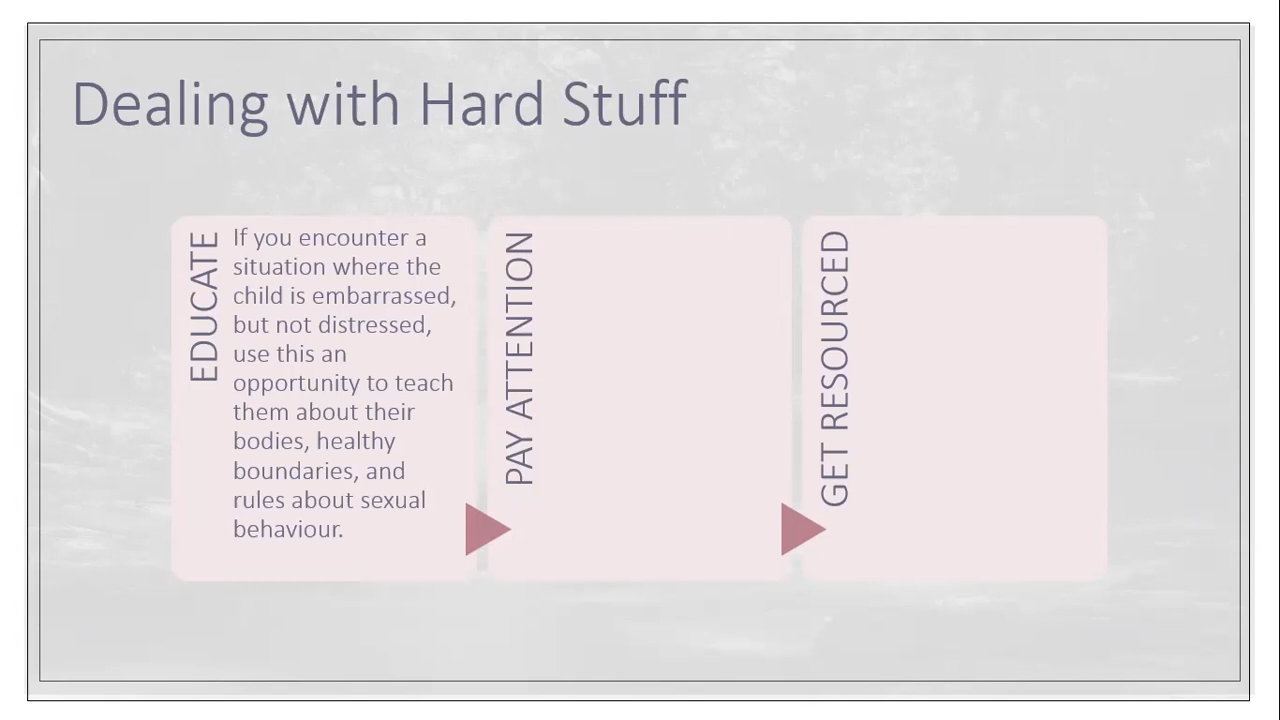 Dealing with Hard Stuff
EDUCATE
If you encounter a
situation where the
child is embarrassed,
but not distressed,
use this an
opportunity to teach
them about their
bodies, healthy
boundaries, and
rules about sexual
behaviour.
PAY ATTENTION
GET RESOURCED